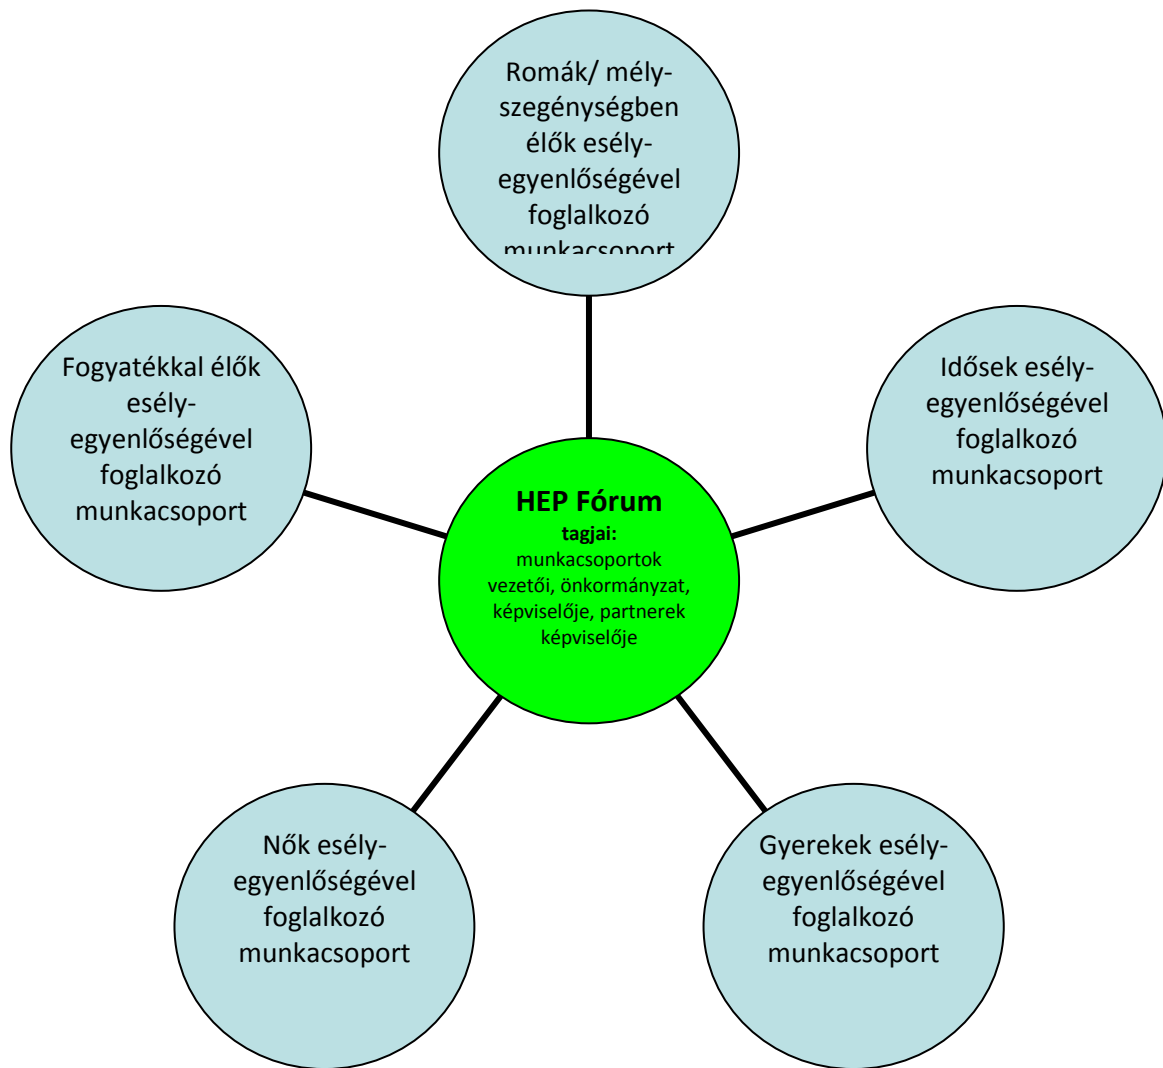 Romák/ mély-
szegénységben
élők esély-
egyenlőségével
foglalkozó
munkacsoport
Fogyatékkal élők
esély-
egyenlőségével
foglalkozó
munkacsoport
Idősek esély-
egyenlőségével
foglalkozó
munkacsoport
HEP Fórum
tagjai:
munkacsoportok
vezetői, önkormányzat,
képviselője, partnerek
képviselője
Nők esély-
egyenlőségével
foglalkozó
munkacsoport
Gyerekek esély-
egyenlőségével
foglalkozó
munkacsoport